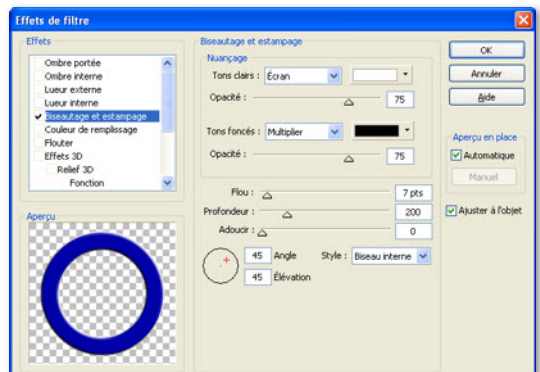 Effets de filtre
Effets
Ombre portée
Ombre interne
Lueur externe
Lueur interne
Biseautage et estampage
Couleur de remplissage
Flouter
Effets 3D
Relief 3D
Fonction
Aperçu
Biseautage et estampage
Nuançage
Tons clairs : Écran
Opacité : 75
Tons foncés : Multiplier
Opacité : 75
Flou : 7 pts
Profondeur : 200
Adoucir : 0
45 Angle Style : Biseau interne
45 Élévation
OK
Annuler
Aide
Aperçu en place
Automatique
Manuel
Ajuster à l'objet